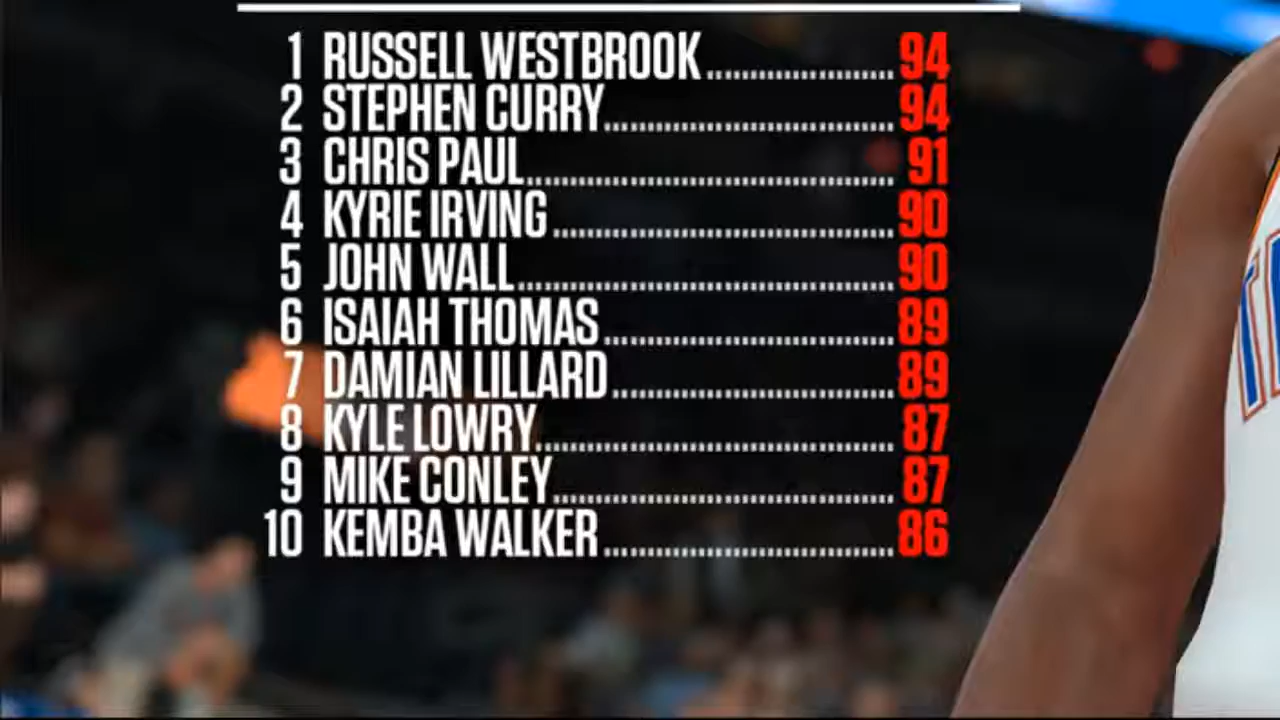 1 RUSSELL WESTBROOK........................ 94
2 STEPHEN CURRY........................ 94
3 CHRIS PAUL........................ 91
4 KYRIE IRVING........................ 90
5 JOHN WALL........................ 90
6 ISAIAH THOMAS........................ 89
7 DAMIAN LILLARD........................ 89
8 KYLE LOWRY........................ 87
9 MIKE CONLEY........................ 87
10 KEMBA WALKER........................ 86